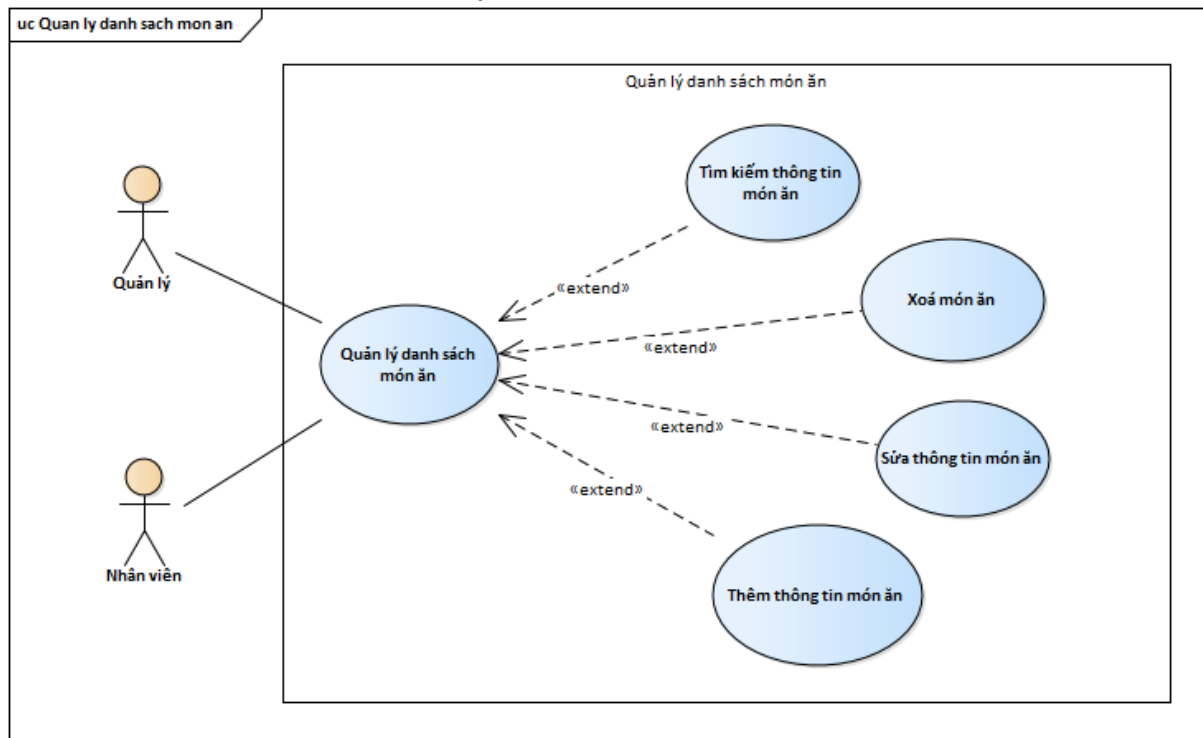 uc Quan ly danh sach mon an
Quản lý danh sách món ăn
Tìm kiếm thông tin
món ăn
Quản lý
«extend»
Xoá món ăn
«extend»
Quản lý danh sách
món ăn
«extend»
Sửa thông tin món ăn
«extend»
Nhân viên
Thêm thông tin món ăn